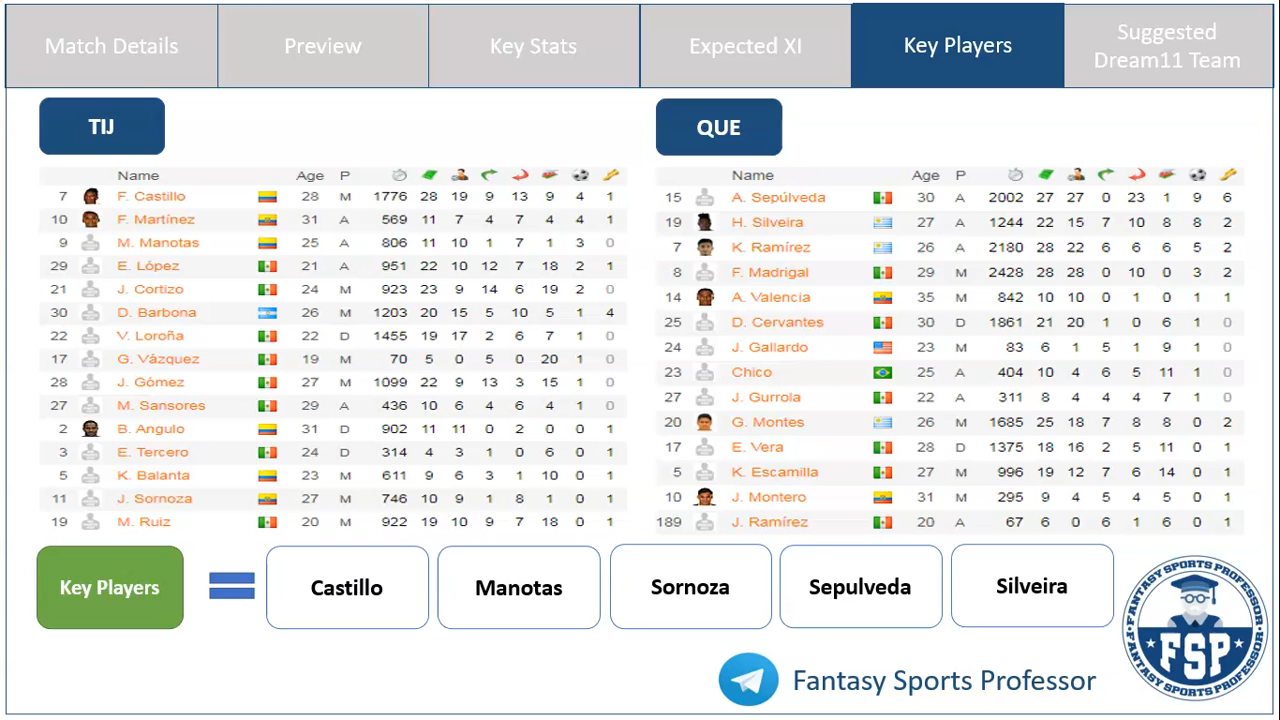 Match Details
Preview
Key Stats
Expected XI
Key Players
Suggested
Dream11 Team
TIJ
Name Age P
7 F. Castillo 28 M 1776 28 19 9 13 9 4 1
10 F. Martínez 31 A 569 11 7 4 7 4 4 1
9 M. Manotas 25 A 806 11 10 1 7 1 3 0
29 E. López 21 A 951 22 10 12 7 18 2 1
21 J. Cortizo 24 M 923 23 9 14 6 19 2 0
30 D. Barbona 26 M 1203 20 15 5 10 5 1 4
22 V. Loroña 22 D 1455 19 17 2 6 7 1 0
17 G. Vázquez 19 M 70 5 0 5 0 20 1 0
28 J. Gómez 27 M 1099 22 9 13 3 15 1 0
27 M. Sansores 29 A 436 10 6 4 6 4 1 0
2 B. Angulo 31 D 902 11 11 0 2 0 0 1
3 E. Tercero 24 D 314 4 3 1 0 6 0 1
5 K. Balanta 23 M 611 9 6 3 1 10 0 1
11 J. Sornoza 27 M 746 10 9 1 8 1 0 1
19 M. Ruiz 20 M 922 19 10 9 7 18 0 1
QUE
Name Age P
15 A. Sepúlveda 30 A 2002 27 27 0 23 1 9 6
19 H. Silveira 27 A 1244 22 15 7 10 8 8 2
7 K. Ramírez 26 A 2180 28 22 6 6 6 5 2
8 F. Madrigal 29 M 2428 28 28 0 10 0 3 2
14 A. Valencia 35 M 842 10 10 0 1 0 1 1
25 D. Cervantes 30 D 1861 21 20 1 0 6 1 0
24 J. Gallardo 23 M 83 6 1 5 1 9 1 0
23 Chico 25 A 404 10 4 6 5 11 1 0
27 J. Gurrola 22 A 311 8 4 4 4 7 1 0
20 G. Montes 26 M 1685 25 18 7 8 8 0 2
17 E. Vera 28 D 1375 18 16 2 5 11 0 1
5 K. Escamilla 27 M 996 19 12 7 6 14 0 1
10 J. Montero 31 M 295 9 4 5 4 5 0 1
189 J. Ramírez 20 A 67 6 0 6 1 6 0 1
Key Players = Castillo Manotas Sornoza Sepulveda Silveira
FANTASY SPORTS PROFESSOR
FSP
FANTASY SPORTS PROFESSOR
Fantasy Sports Professor